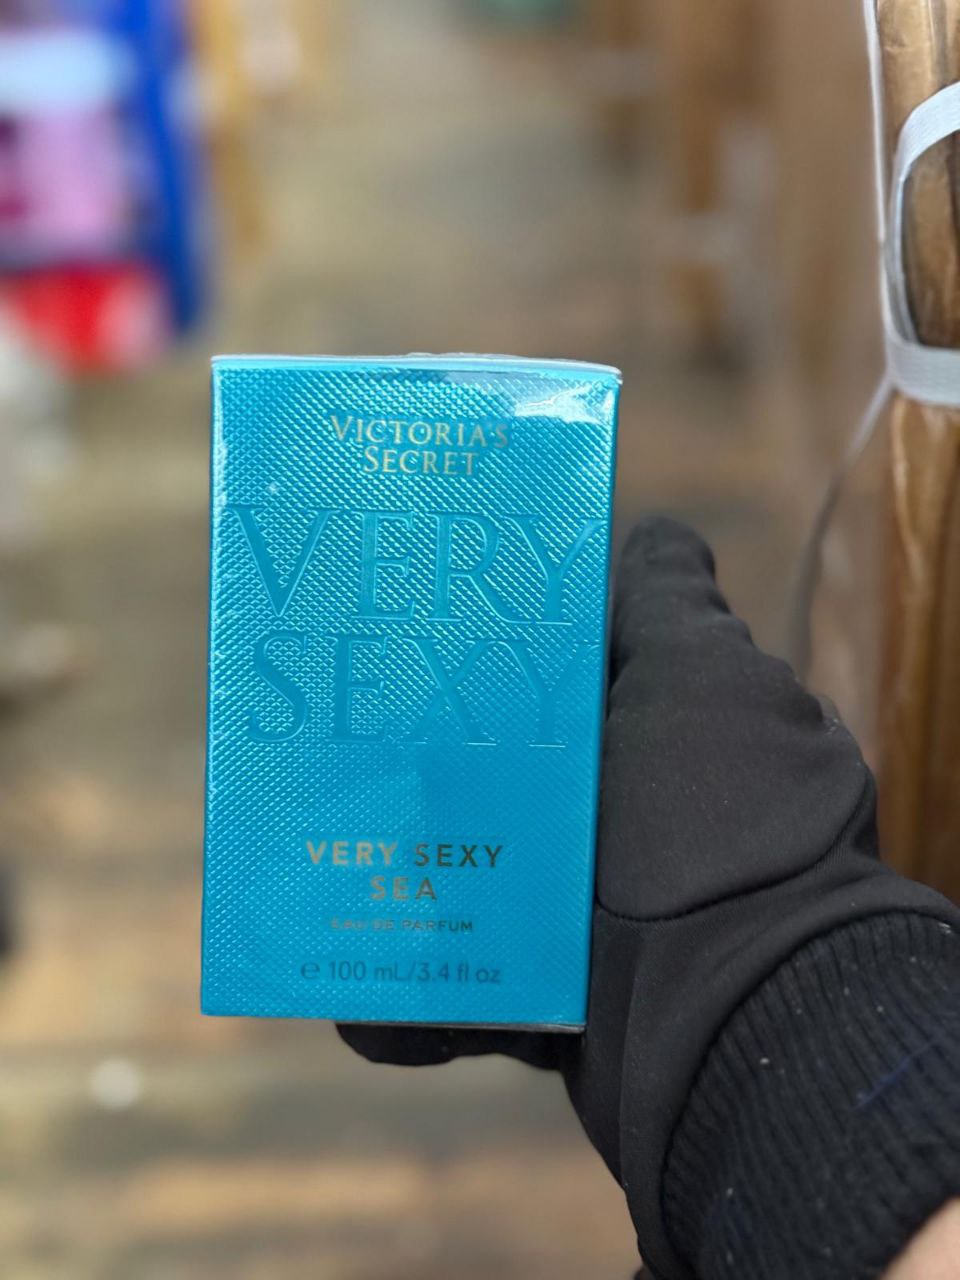 VICTORIA'S
SECRET
VERY
SEXY
VERY SEXY
SEA
EAU DE PARFUM
℮ 100 mL/3.4 fl oz